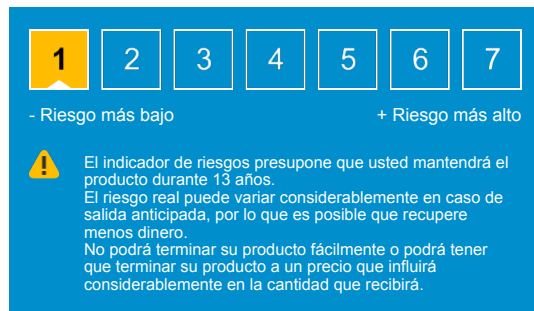 1 2 3 4 5 6 7
- Riesgo más bajo + Riesgo más alto
El indicador de riesgos presupone que usted mantendrá el
producto durante 13 años.
El riesgo real puede variar considerablemente en caso de
salida anticipada, por lo que es posible que recupere
menos dinero.
No podrá terminar su producto fácilmente o podrá tener
que terminar su producto a un precio que influirá
considerablemente en la cantidad que recibirá.